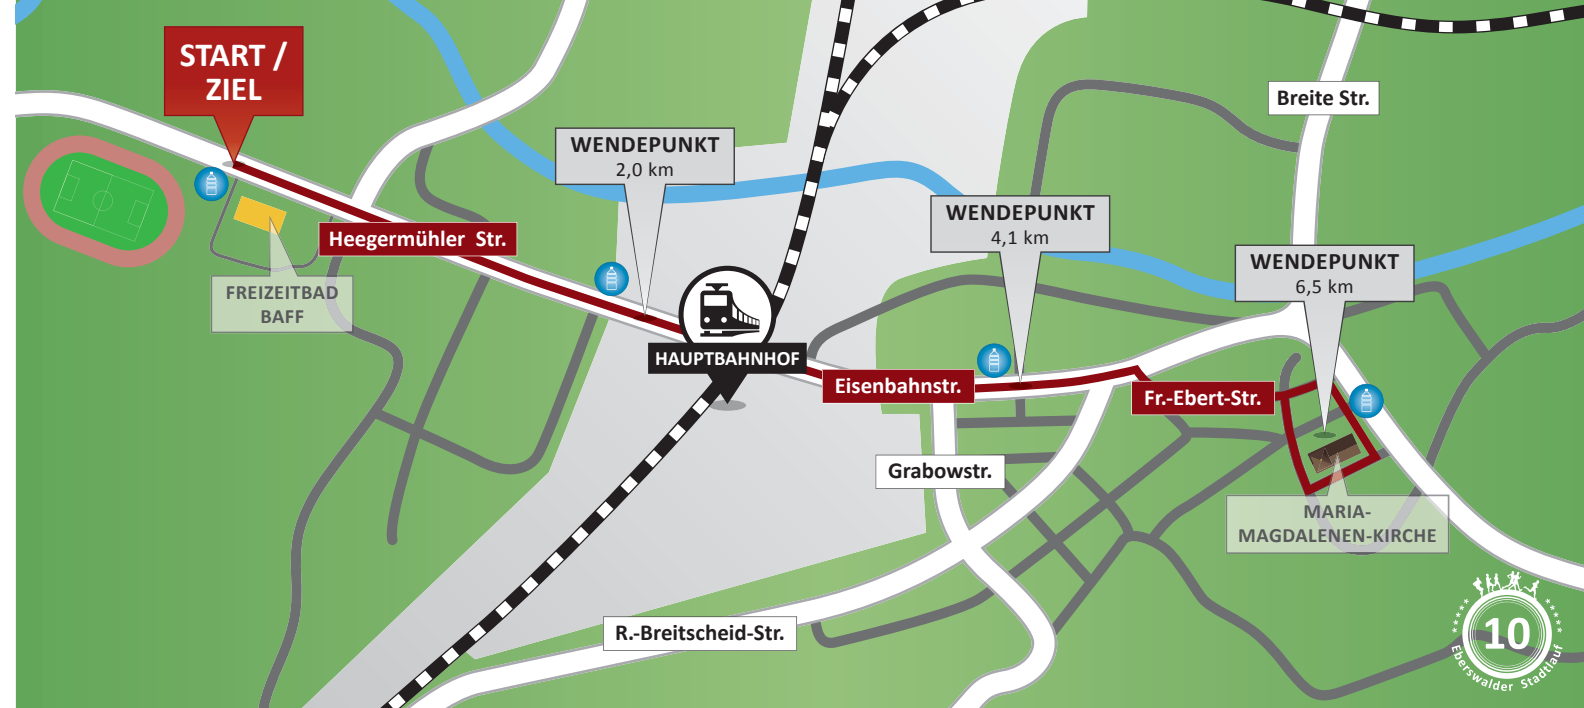 START /
ZIEL
Breite Str.
WENDEPUNKT
2,0 km
WENDEPUNKT
4,1 km
Heegermühler Str.
WENDEPUNKT
6,5 km
FREIZEITBAD
BAFF
HAUPTBAHNHOF
Eisenbahnstr.
Fr.-Ebert-Str.
Grabowstr.
MARIA-
MAGDALENEN-KIRCHE
R.-Breitscheid-Str.
10
Eberswalder Stadtlauf